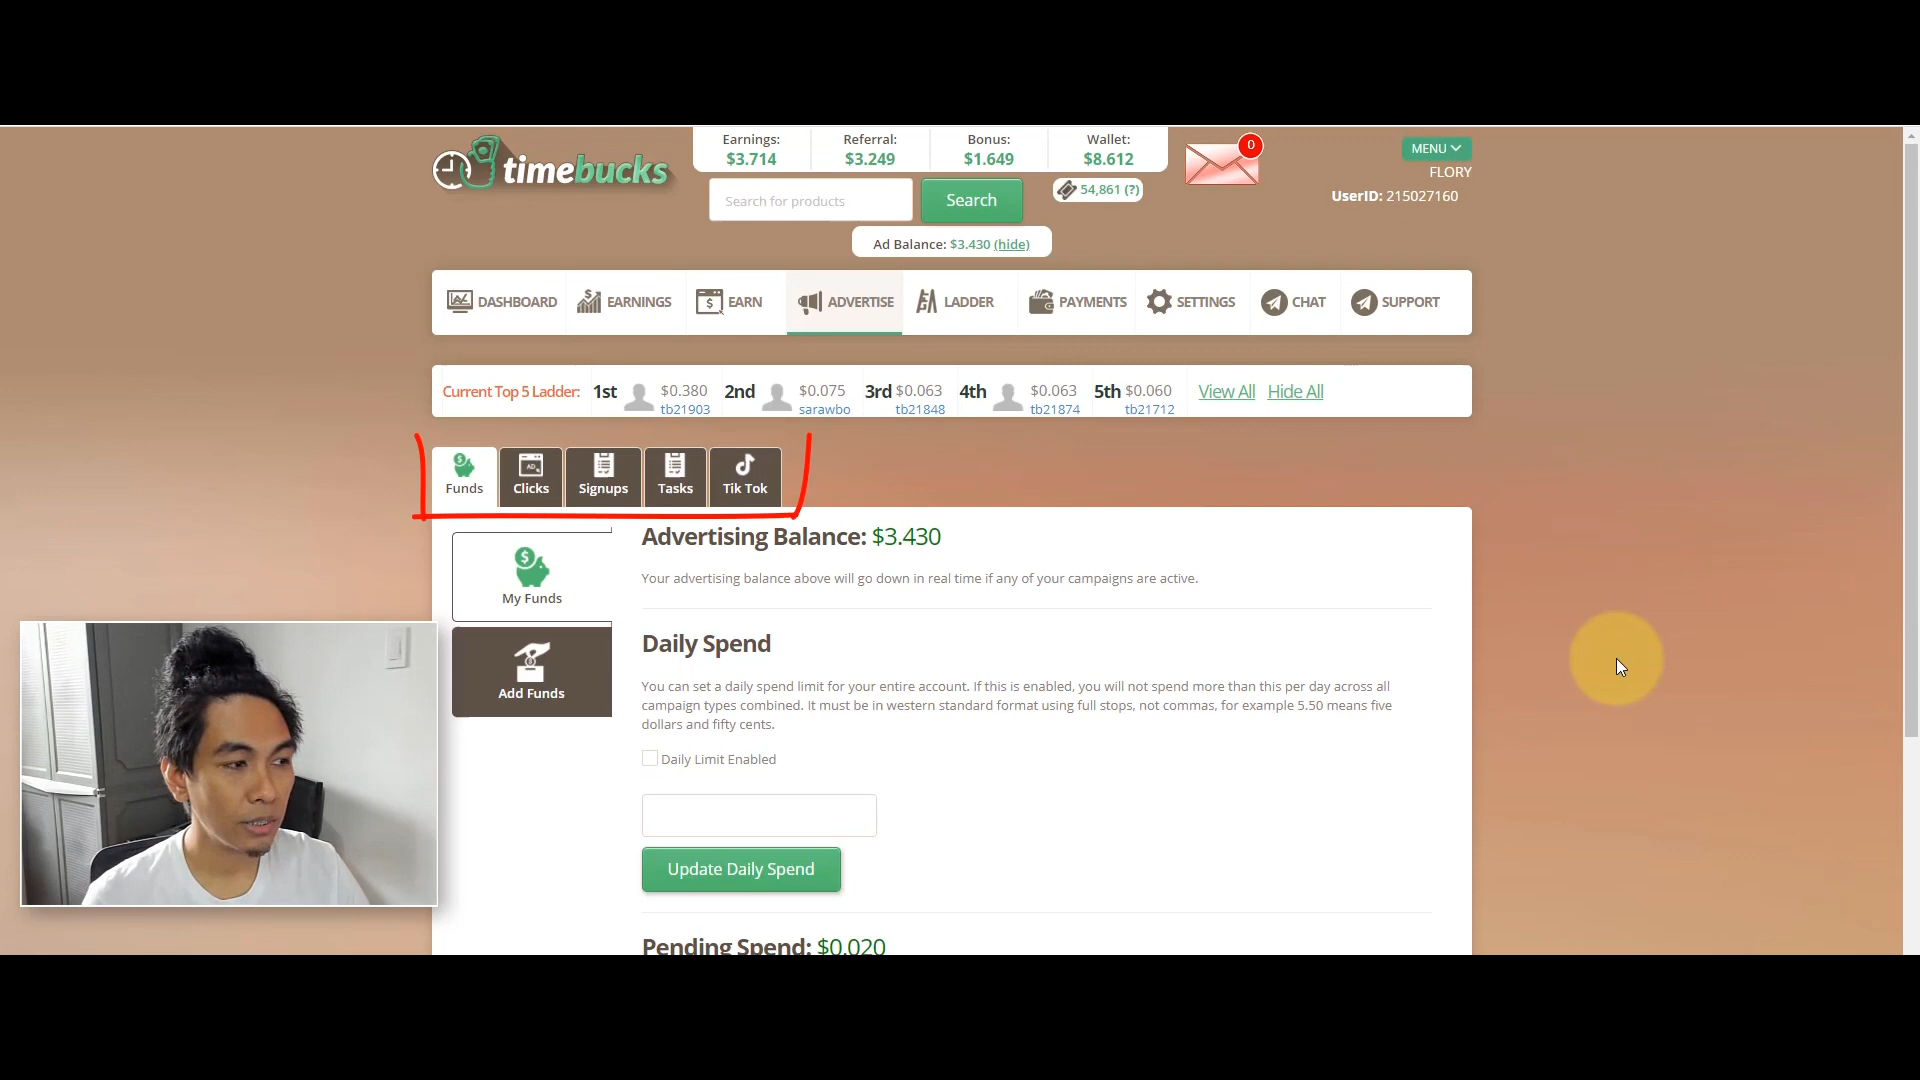 timebucks
Earnings: Referral: Bonus: Wallet:
$3.714 $3.249 $1.649 $8.612
0
MENU
FLORY
UserID: 215027160
Search for products
Search
54,861 (?)
Ad Balance: $3.430 (hide)
DASHBOARD EARNINGS EARN ADVERTISE LADDER PAYMENTS SETTINGS CHAT SUPPORT
Current Top 5 Ladder: 1st $0.380 2nd $0.075 3rd $0.063 4th $0.063 5th $0.060 View All Hide All
tb21903 sarawbo tb21848 tb21874 tb21712
AD
Funds Clicks Signups Tasks Tik Tok
Advertising Balance: $3.430
Your advertising balance above will go down in real time if any of your campaigns are active.
My Funds
Add Funds
Daily Spend
You can set a daily spend limit for your entire account. If this is enabled, you will not spend more than this per day across all
campaign types combined. It must be in western standard format using full stops, not commas, for example 5.50 means five
dollars and fifty cents.
Daily Limit Enabled
Update Daily Spend
Pending Spend: $0.020